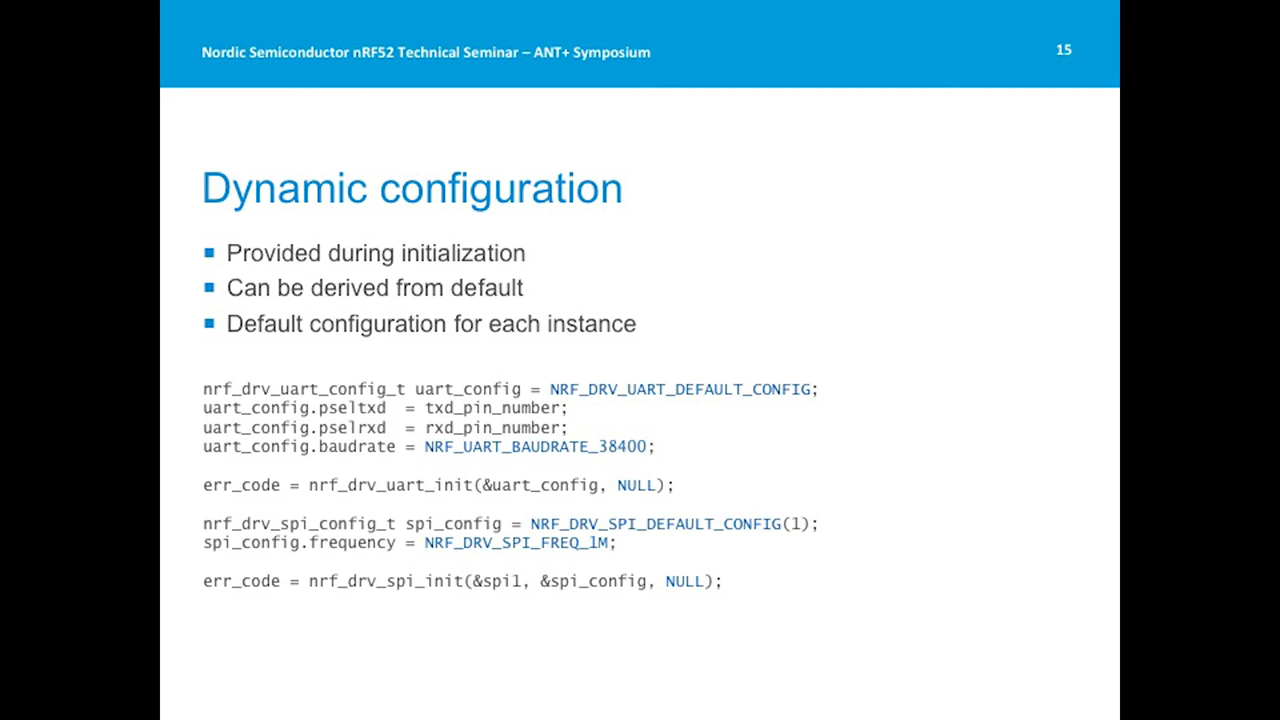 Nordic Semiconductor nRF52 Technical Seminar – ANT+ Symposium
15
Dynamic configuration
Provided during initialization
Can be derived from default
Default configuration for each instance
nrf_drv_uart_config_t uart_config = NRF_DRV_UART_DEFAULT_CONFIG;
uart_config.pseltxd  = txd_pin_number;
uart_config.pselrxd  = rxd_pin_number;
uart_config.baudrate = NRF_UART_BAUDRATE_38400;
err_code = nrf_drv_uart_init(&uart_config, NULL);
nrf_drv_spi_config_t spi_config = NRF_DRV_SPI_DEFAULT_CONFIG(1);
spi_config.frequency = NRF_DRV_SPI_FREQ_1M;
err_code = nrf_drv_spi_init(&spi1, &spi_config, NULL);